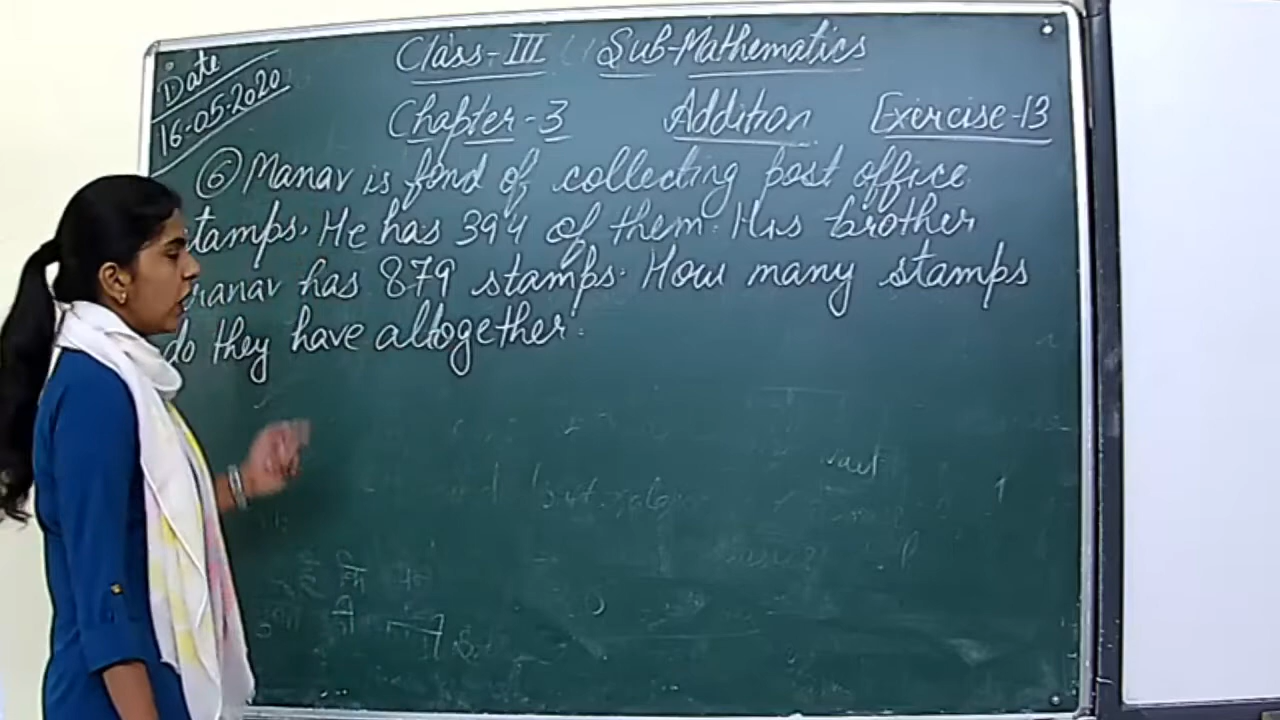 Date
16-05-2020
Class-III Sub-Mathematics
Chapter-3 Addition Exercise-13
⑥ Manav is fond of collecting post office
stamps. He has 394 of them. His brother
has 879 stamps. How many stamps
do they have altogether.